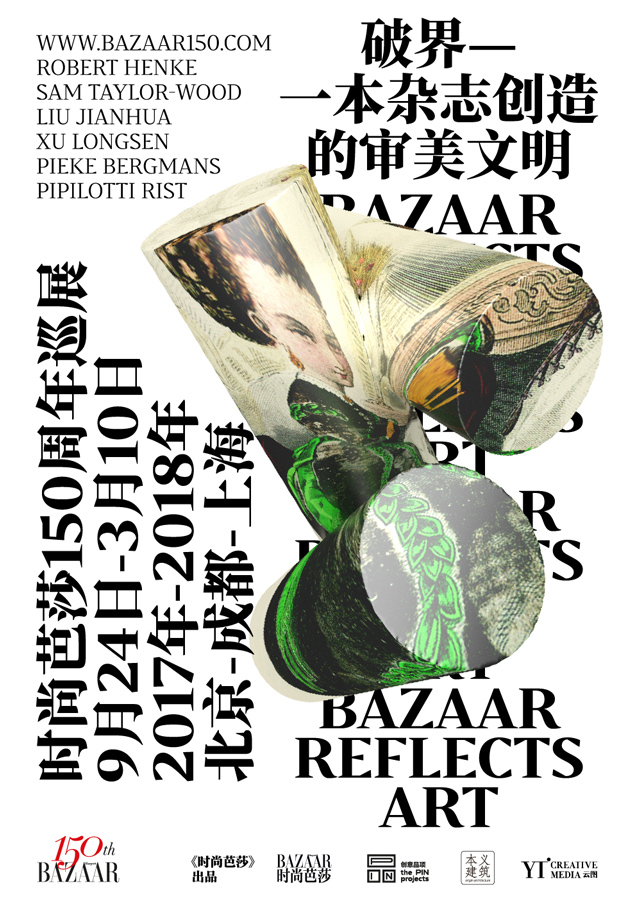 WWW.BAZAAR150.COM
ROBERT HENKE
SAM TAYLOR-WOOD
LIU JIANHUA
XU LONGSEN
PIEKE BERGMANS
PIPILOTTI RIST
破界—
一本杂志创造
的审美文明
BAZAAR
BAZAAR
REFLECTS
ART
时尚芭莎150周年巡展
9月24日-3月10日
2017年-2018年
北京-成都-上海
150th
BAZAAR
《时尚芭莎》
出品
BAZAAR
时尚芭莎
PIN
创意品项
the PIN
projects
本义
建筑
YT CREATIVE
MEDIA 云图